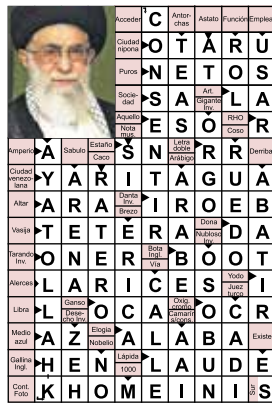 Acceder C Antorchas Astato Función Emplea
Ciudad nipona O T A R U
Puros N E T O S
Sociedad S A Art. Gigante Inv. L A
Aquello Nota mus. E S O RHO Coso R
Amperio A Sabulo Estaño Caco S N Letra doble Arábigo R R Derriba
Ciudad venezolana Y A R I T A G U A
Altar A R A Danta Inv. Brezo I R O E B
Vasija T E T E R A Dona Nubloso Inv. D A
Tarando Inv. O N E R Bota Ingl. Vía B O O T
Alerces L A R I C E S Yodo Juez turco I
Libra L Ganso Desecho Inv. O C A Oxig. cromo Camarín s/cons. O C R
Medio azul A Z Elogia Nobelio A L A B A Existe
Gallina Ingl. H E N Lápida 1000 L A U D E
Cont. Foto K H O M E I N I Sur S